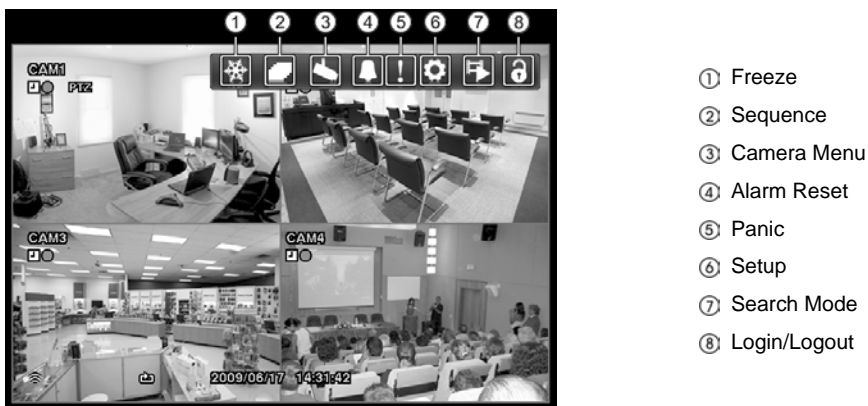 ① ② ③ ④ ⑤ ⑥ ⑦ ⑧
CAM1
PTZ
CAM3
CAM4
2009/06/17 14:31:42
① Freeze
② Sequence
③ Camera Menu
④ Alarm Reset
⑤ Panic
⑥ Setup
⑦ Search Mode
⑧ Login/Logout